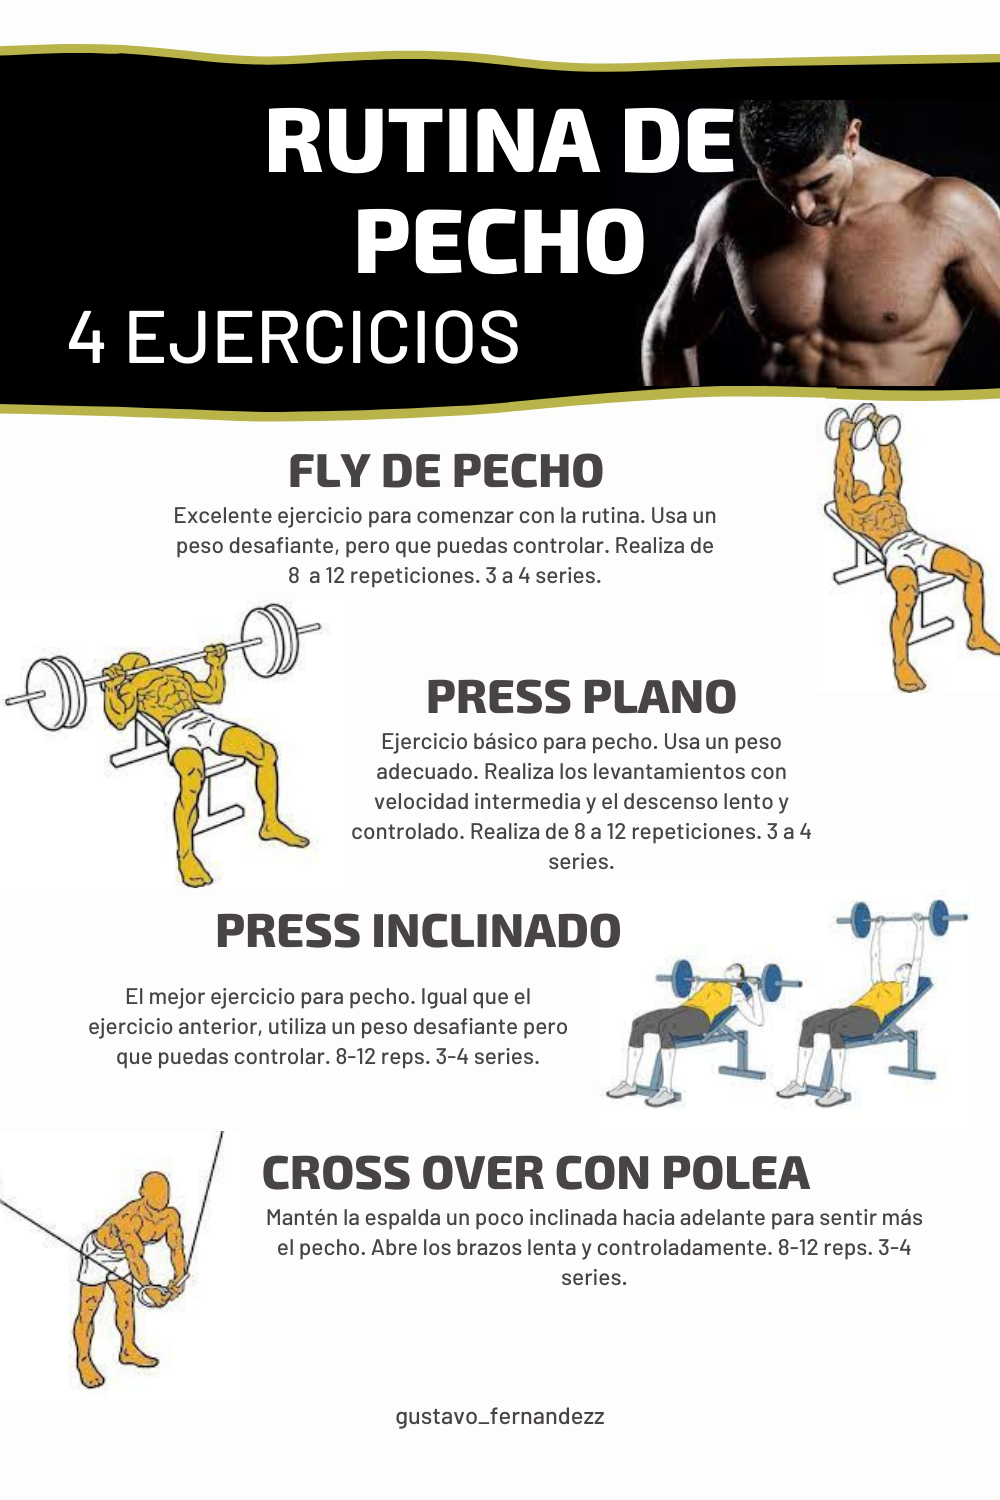 RUTINA DE
PECHO
4 EJERCICIOS
FLY DE PECHO
Excelente ejercicio para comenzar con la rutina. Usa un
peso desafiante, pero que puedas controlar. Realiza de
8 a 12 repeticiones. 3 a 4 series.
PRESS PLANO
Ejercicio básico para pecho. Usa un peso
adecuado. Realiza los levantamientos con
velocidad intermedia y el descenso lento y
controlado. Realiza de 8 a 12 repeticiones. 3 a 4
series.
PRESS INCLINADO
El mejor ejercicio para pecho. Igual que el
ejercicio anterior, utiliza un peso desafiante pero
que puedas controlar. 8-12 reps. 3-4 series.
CROSS OVER CON POLEA
Mantén la espalda un poco inclinada hacia adelante para sentir más
el pecho. Abre los brazos lenta y controladamente. 8-12 reps. 3-4
series.
gustavo_fernandezz